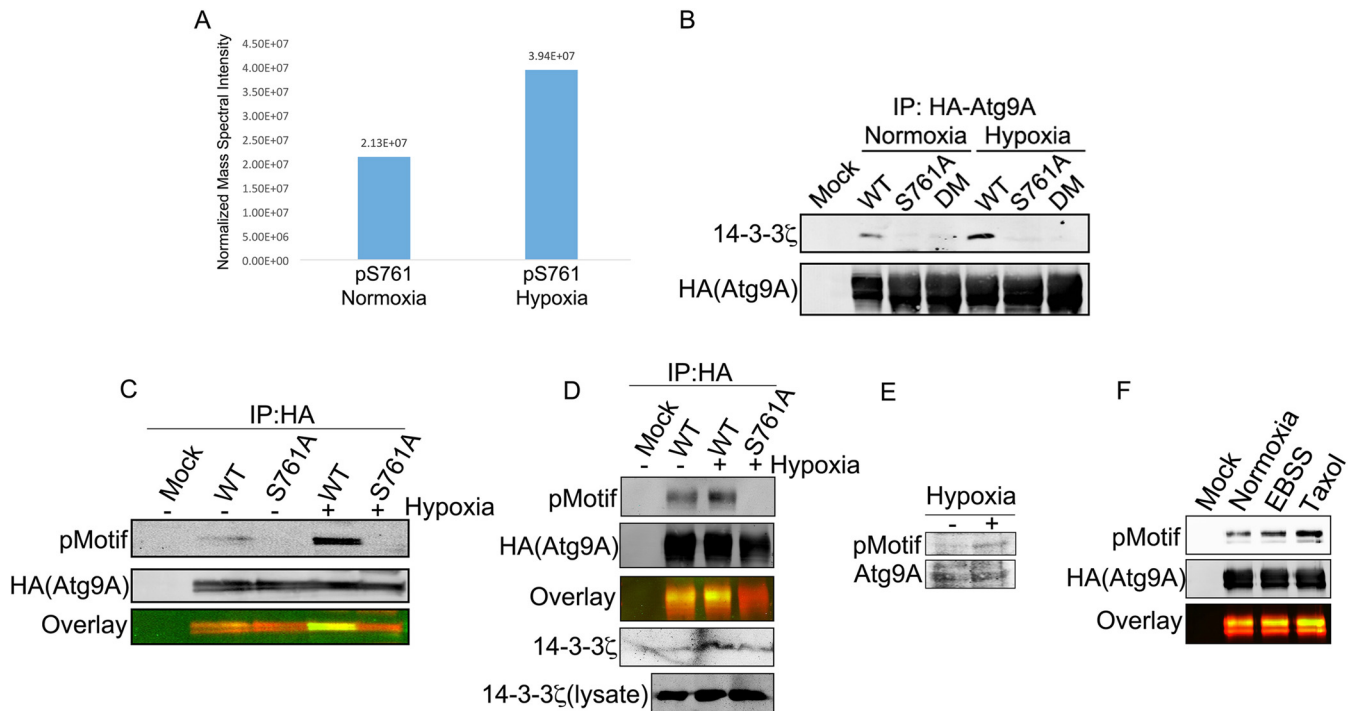 A
Normalized Mass Spectral Intensity
4.50E+07
4.00E+07
3.50E+07
3.00E+07
2.50E+07
2.00E+07
1.50E+07
1.00E+07
5.00E+06
0.00E+00
2.13E+07
3.94E+07
pS761
Normoxia
pS761
Hypoxia
B
IP: HA-Atg9A
Normoxia Hypoxia
Mock WT S761A DM WT S761A DM
14-3-3ζ
HA(Atg9A)
C
IP:HA
Mock WT S761A WT S761A
- - - + + Hypoxia
pMotif
HA(Atg9A)
Overlay
D
IP:HA
Mock WT WT S761A
- - + + Hypoxia
pMotif
HA(Atg9A)
Overlay
14-3-3ζ
14-3-3ζ(lysate)
E
Hypoxia
- +
pMotif
Atg9A
F
Mock Normoxia EBSS Taxol
pMotif
HA(Atg9A)
Overlay